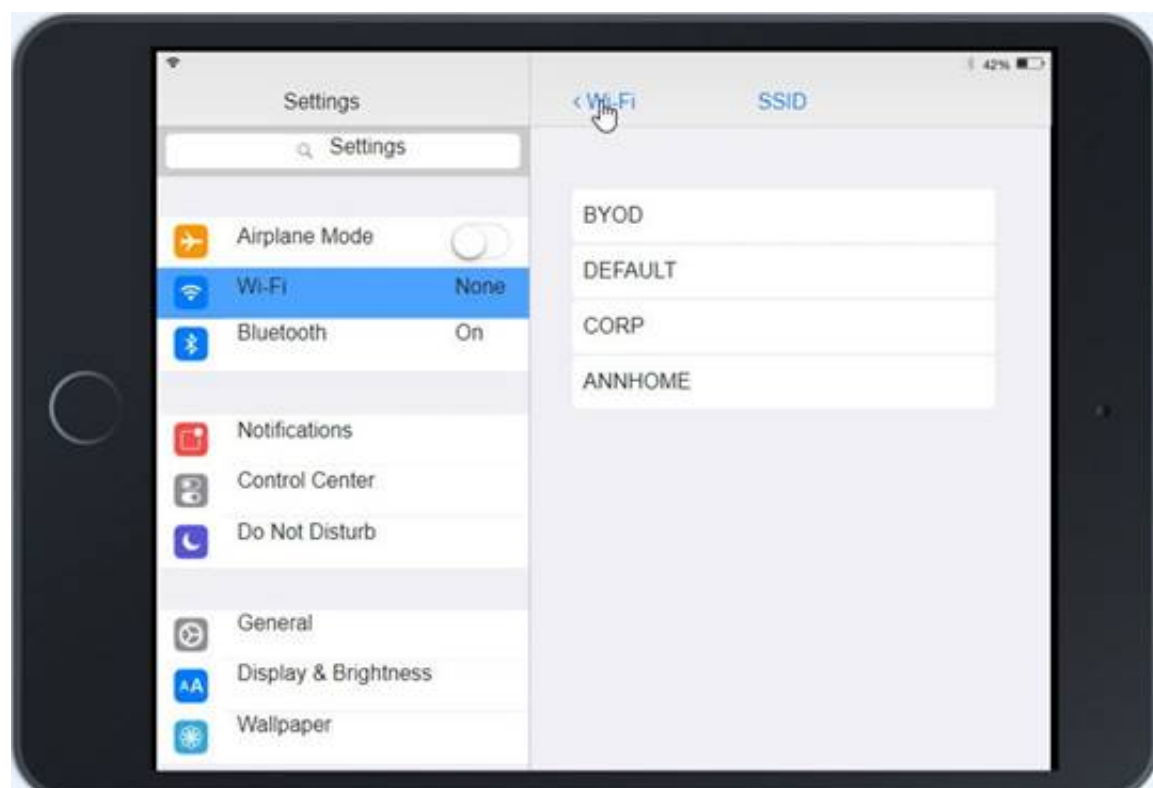 42%
Settings
< Wi-Fi
SSID
Settings
Airplane Mode
Wi-Fi None
Bluetooth On
Notifications
Control Center
Do Not Disturb
General
Display & Brightness
Wallpaper
BYOD
DEFAULT
CORP
ANNHOME